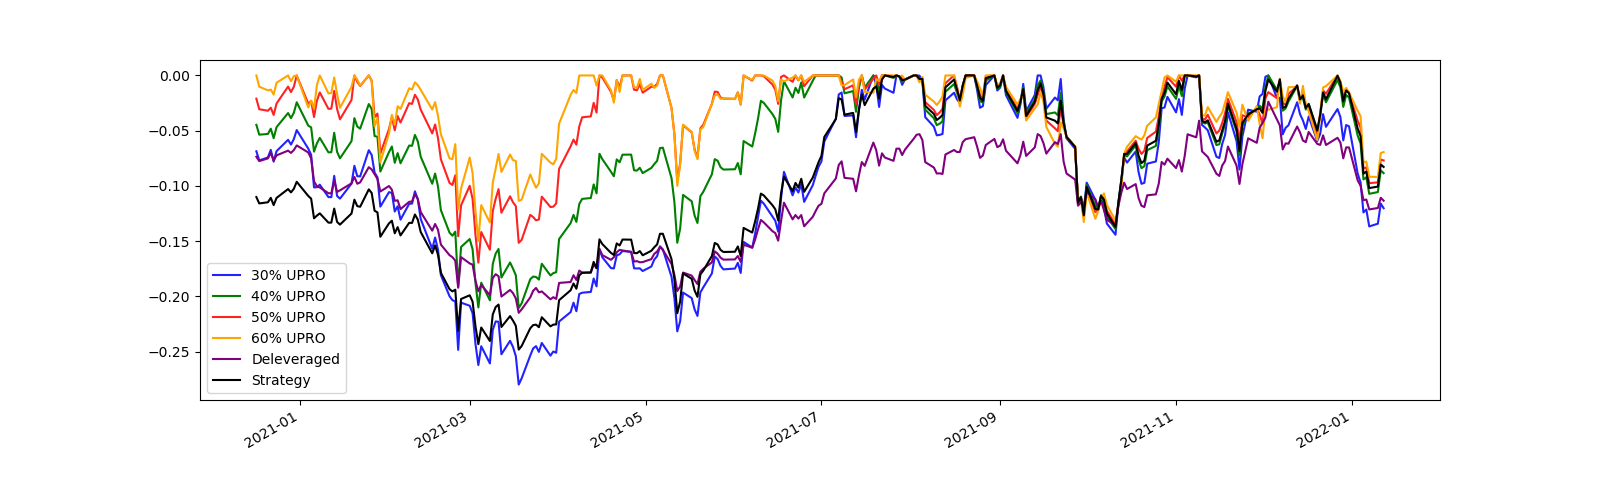 0.00
−0.05
−0.10
−0.15
−0.20
−0.25
30% UPRO
40% UPRO
50% UPRO
60% UPRO
Deleveraged
Strategy
2021-01
2021-03
2021-05
2021-07
2021-09
2021-11
2022-01